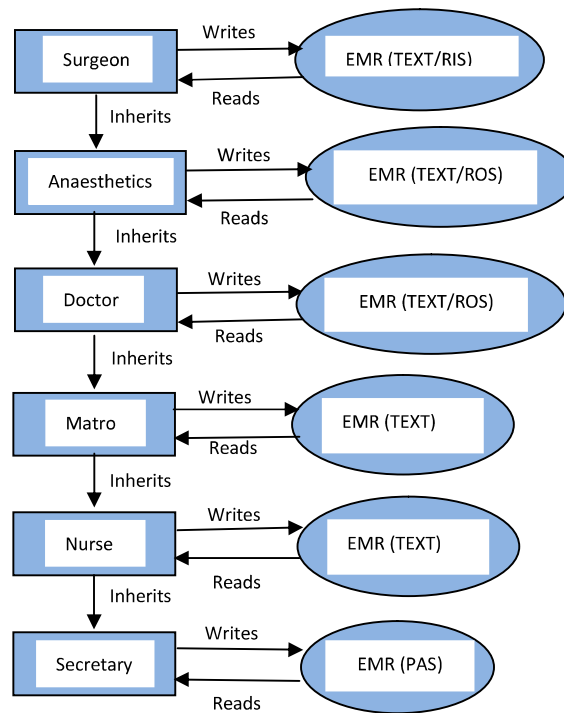 Writes
Surgeon
EMR (TEXT/RIS)
Reads
Inherits
Writes
Anaesthetics
EMR (TEXT/ROS)
Reads
Inherits
Writes
Doctor
EMR (TEXT/ROS)
Reads
Inherits
Writes
Matro
EMR (TEXT)
Reads
Inherits
Writes
Nurse
EMR (TEXT)
Reads
Inherits
Writes
Secretary
EMR (PAS)
Reads